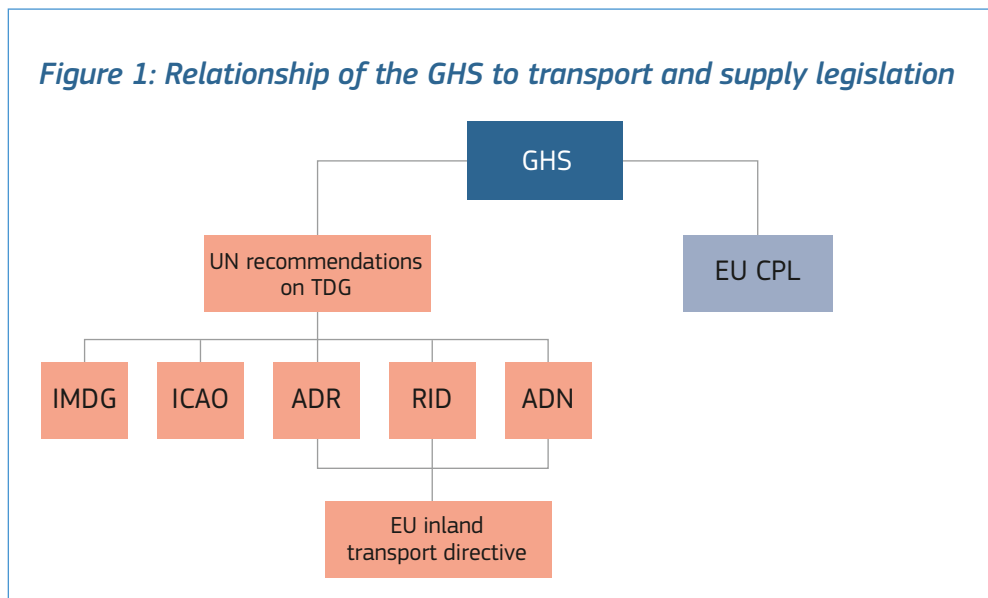 Figure 1: Relationship of the GHS to transport and supply legislation
GHS
UN recommendations
on TDG
EU CPL
IMDG
ICAO
ADR
RID
ADN
EU inland
transport directive